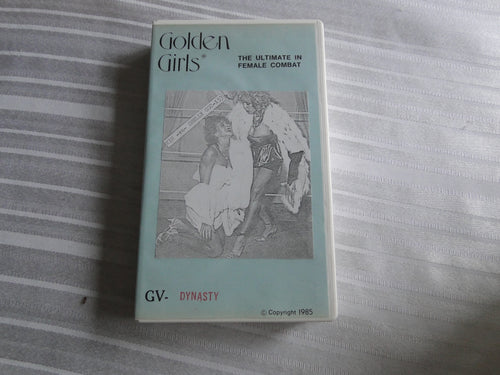 Golden
Girls®
THE ULTIMATE IN
FEMALE COMBAT
GV- DYNASTY
© Copyright 1985